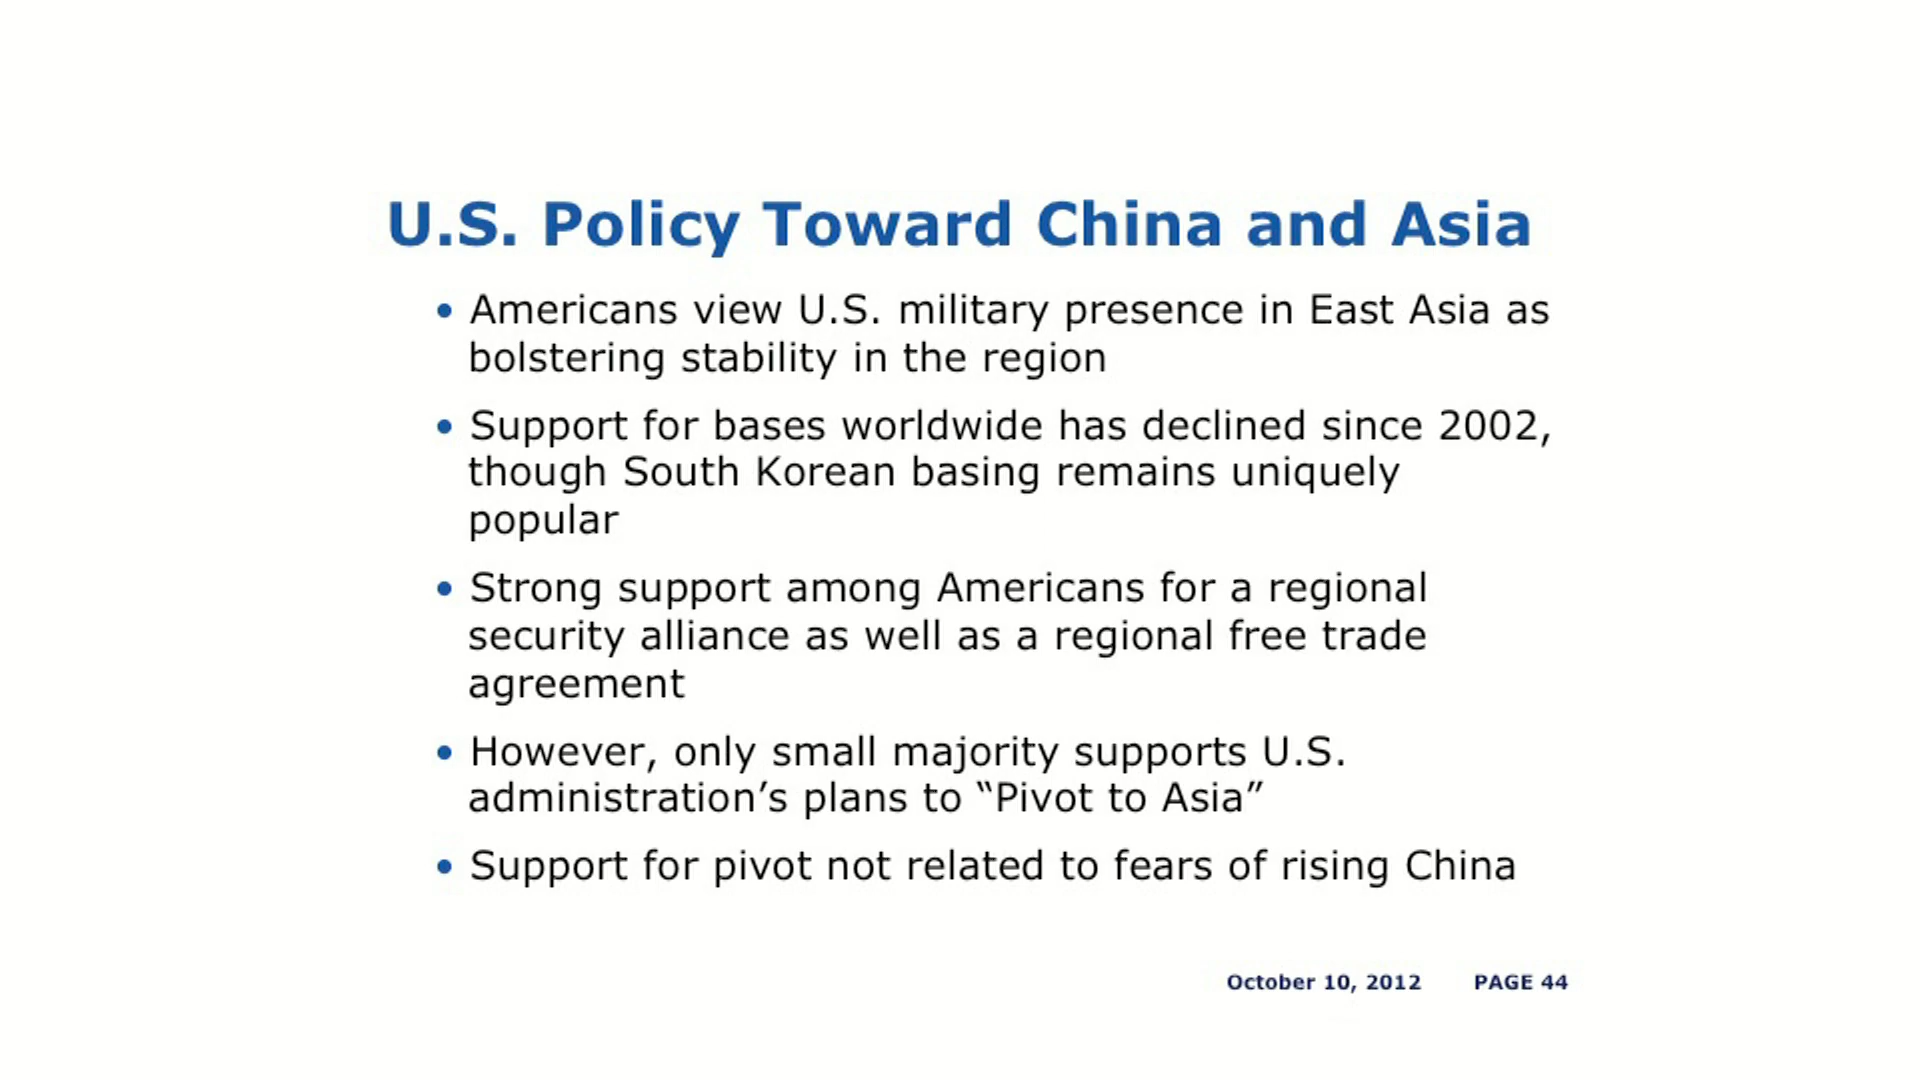 U.S. Policy Toward China and Asia
• Americans view U.S. military presence in East Asia as
bolstering stability in the region
• Support for bases worldwide has declined since 2002,
though South Korean basing remains uniquely
popular
• Strong support among Americans for a regional
security alliance as well as a regional free trade
agreement
• However, only small majority supports U.S.
administration’s plans to “Pivot to Asia”
• Support for pivot not related to fears of rising China
October 10, 2012 PAGE 44